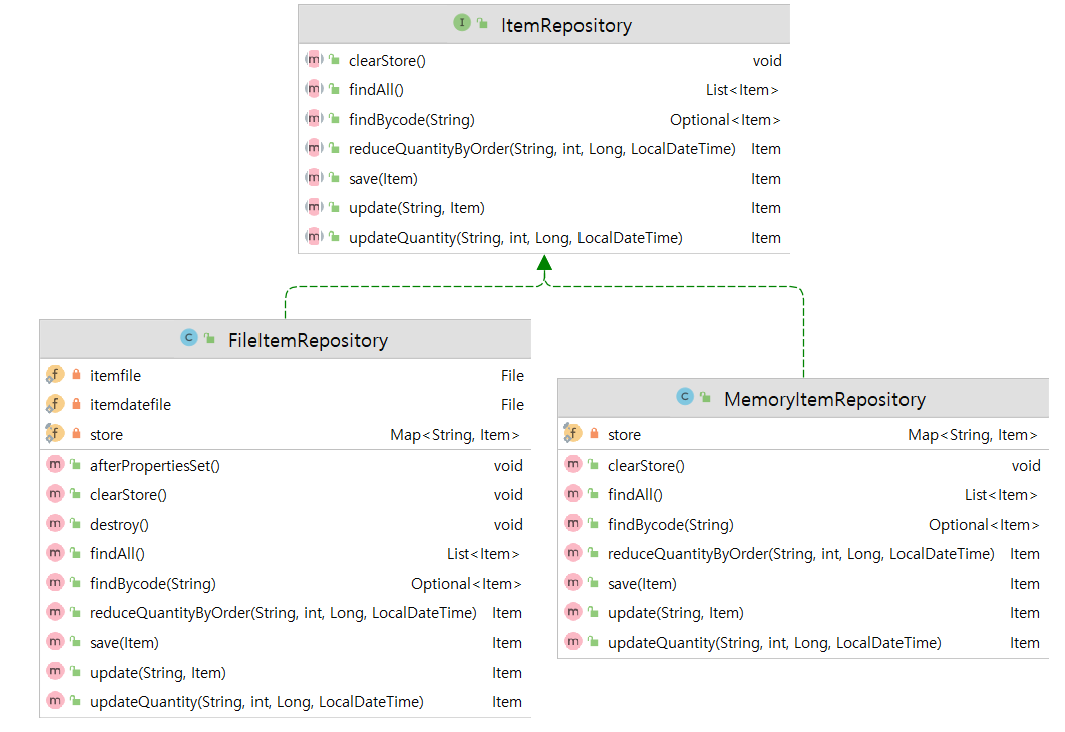 I ItemRepository
m clearStore() void
m findAll() List<Item>
m findBycode(String) Optional<Item>
m reduceQuantityByOrder(String, int, Long, LocalDateTime) Item
m save(Item) Item
m update(String, Item) Item
m updateQuantity(String, int, Long, LocalDateTime) Item
C FileItemRepository
f itemfile File
f itemdatefile File
f store Map<String, Item>
m afterPropertiesSet() void
m clearStore() void
m destroy() void
m findAll() List<Item>
m findBycode(String) Optional<Item>
m reduceQuantityByOrder(String, int, Long, LocalDateTime) Item
m save(Item) Item
m update(String, Item) Item
m updateQuantity(String, int, Long, LocalDateTime) Item
C MemoryItemRepository
f store Map<String, Item>
m clearStore() void
m findAll() List<Item>
m findBycode(String) Optional<Item>
m reduceQuantityByOrder(String, int, Long, LocalDateTime) Item
m save(Item) Item
m update(String, Item) Item
m updateQuantity(String, int, Long, LocalDateTime) Item